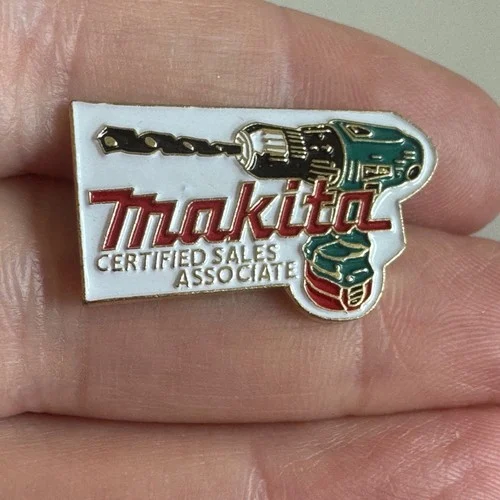 makita
CERTIFIED SALES
ASSOCIATE